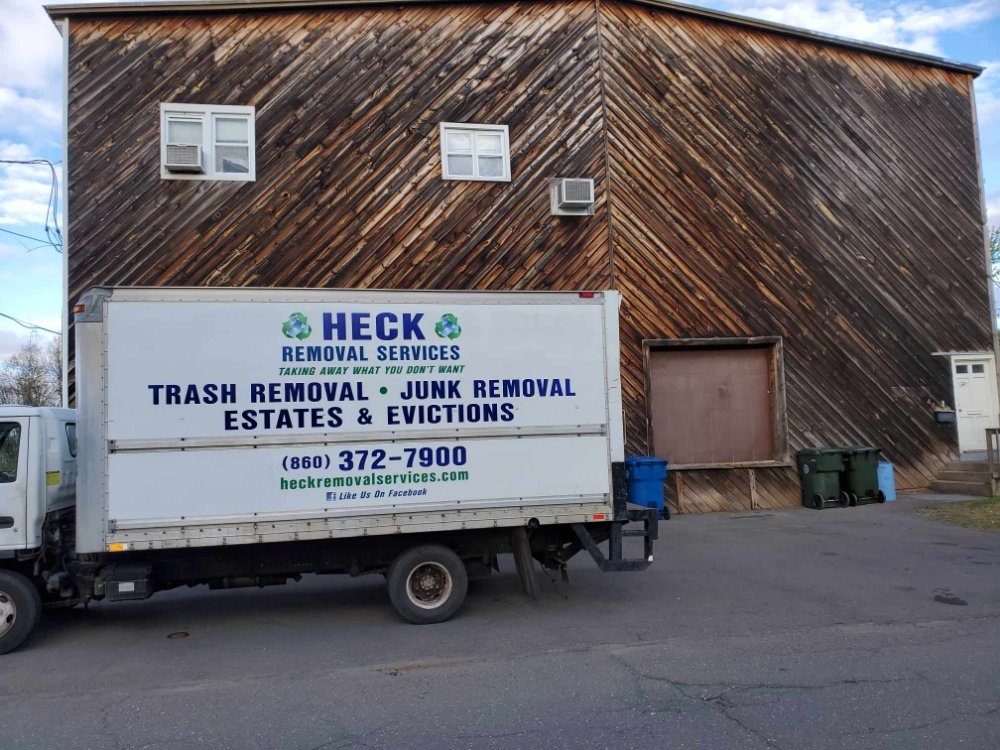 HECK
REMOVAL SERVICES
TAKING AWAY WHAT YOU DON'T WANT
TRASH REMOVAL • JUNK REMOVAL
ESTATES & EVICTIONS
(860) 372-7900
heckremovalservices.com
f Like Us On Facebook